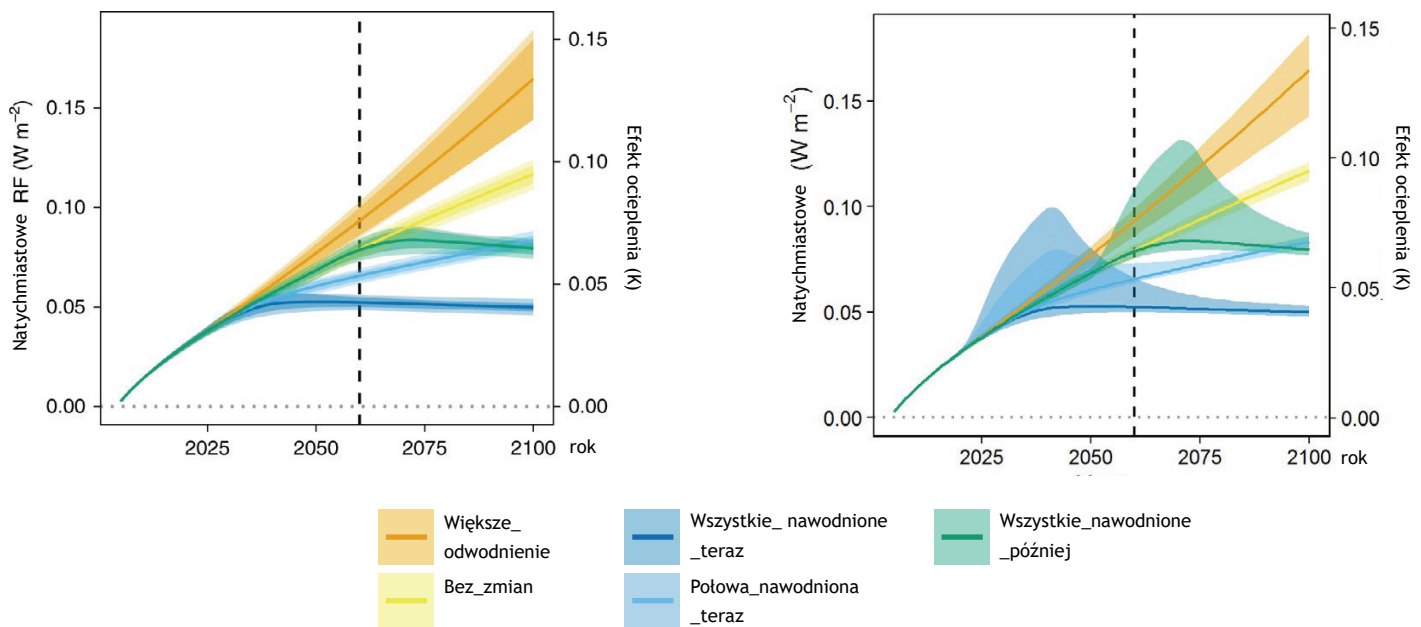 Natychmiastowe RF (W m⁻²)
0.15
0.10
0.05
0.00
0.15
0.10
0.05
0.00
Efekt ocieplenia (K)
2025
2050
2075
2100
rok
Natychmiastowe (W m⁻²)
0.15
0.10
0.05
0.00
0.15
0.10
0.05
0.00
Efekt ocieplenia (K)
2025
2050
2075
2100
rok
Większe_
odwodnienie
Bez_zmian
Wszystkie_ nawodnione
_teraz
Połowa_nawodniona
_teraz
Wszystkie_nawodnione
_później